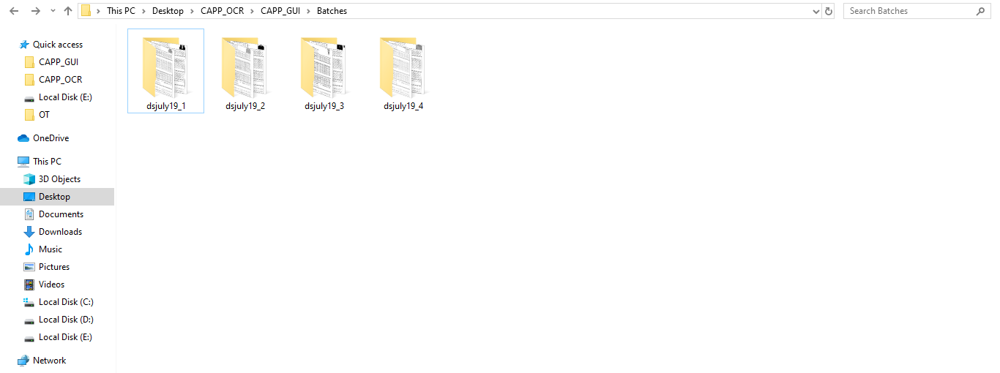 This PC > Desktop > CAPP_OCR > CAPP_GUI > Batches
Search Batches
Quick access
CAPP_GUI
CAPP_OCR
Local Disk (E:)
OT
OneDrive
This PC
3D Objects
Desktop
Documents
Downloads
Music
Pictures
Videos
Local Disk (C:)
Local Disk (D:)
Local Disk (E:)
Network
dsjuly19_1 dsjuly19_2 dsjuly19_3 dsjuly19_4